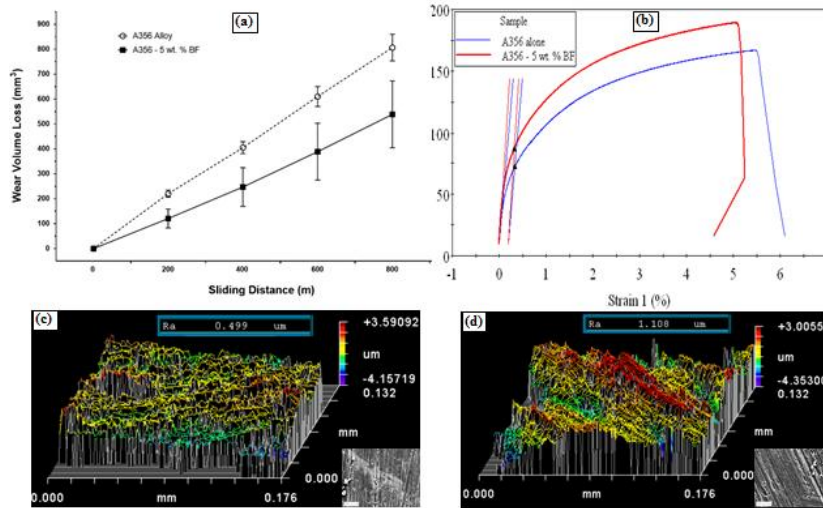 (a)
A356 Alloy
A356 - 5 wt. % BF
Wear Volume Loss (mm³)
900
800
700
600
500
400
300
200
100
0
0 200 400 600 800
Sliding Distance (m)
(b)
Sample
A356 alone
A356 - 5 wt. % BF
200
150
100
50
0
-1 0 1 2 3 4 5 6 7
Strain 1 (%)
(c)
Ra 0.499 um
+3.59092
um
-4.15719
0.132
mm
0.000
0.000 mm 0.176
(d)
Ra 1.108 um
+3.0055
um
-4.35300
0.132
mm
0.000
0.000 mm 0.176